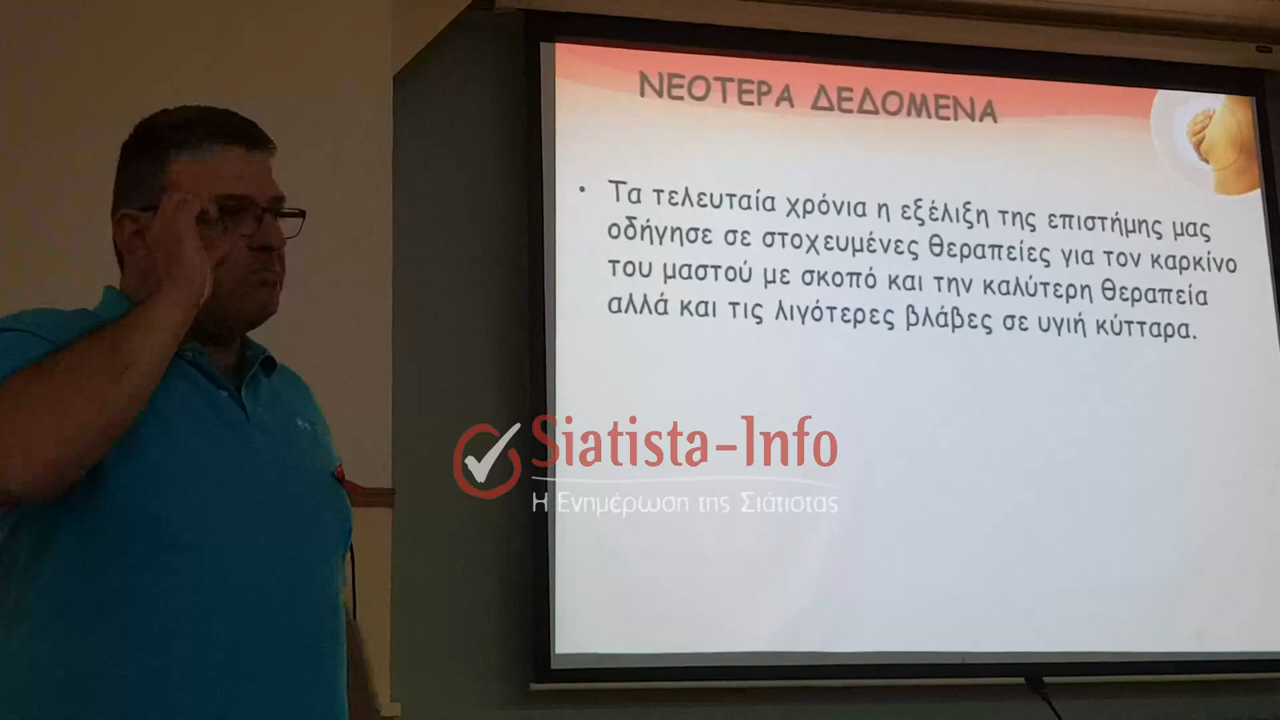 ΝΕΟΤΕΡΑ ΔΕΔΟΜΕΝΑ
• Τα τελευταία χρόνια η εξέλιξη της επιστήμης μας
οδήγησε σε στοχευμένες θεραπείες για τον καρκίνο
του μαστού με σκοπό και την καλύτερη θεραπεία
αλλά και τις λιγότερες βλάβες σε υγιή κύτταρα.
Siatista-Info
Η Ενημέρωση της Σιάτιστας